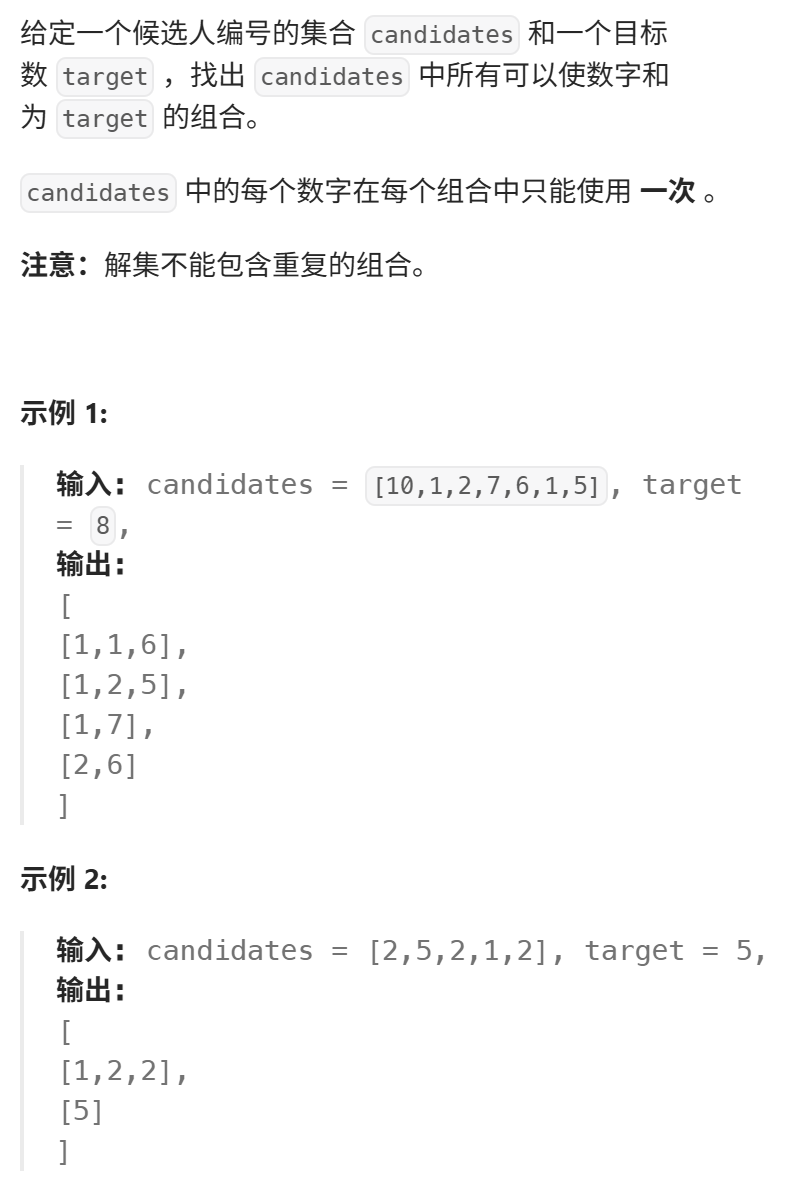 给定一个候选人编号的集合 candidates 和一个目标
数 target ，找出 candidates 中所有可以使数字和
为 target 的组合。
candidates 中的每个数字在每个组合中只能使用 一次 。
注意：解集不能包含重复的组合。
示例 1:
输入: candidates = [10,1,2,7,6,1,5], target
= 8,
输出:
[
[1,1,6],
[1,2,5],
[1,7],
[2,6]
]
示例 2:
输入: candidates = [2,5,2,1,2], target = 5,
输出:
[
[1,2,2],
[5]
]